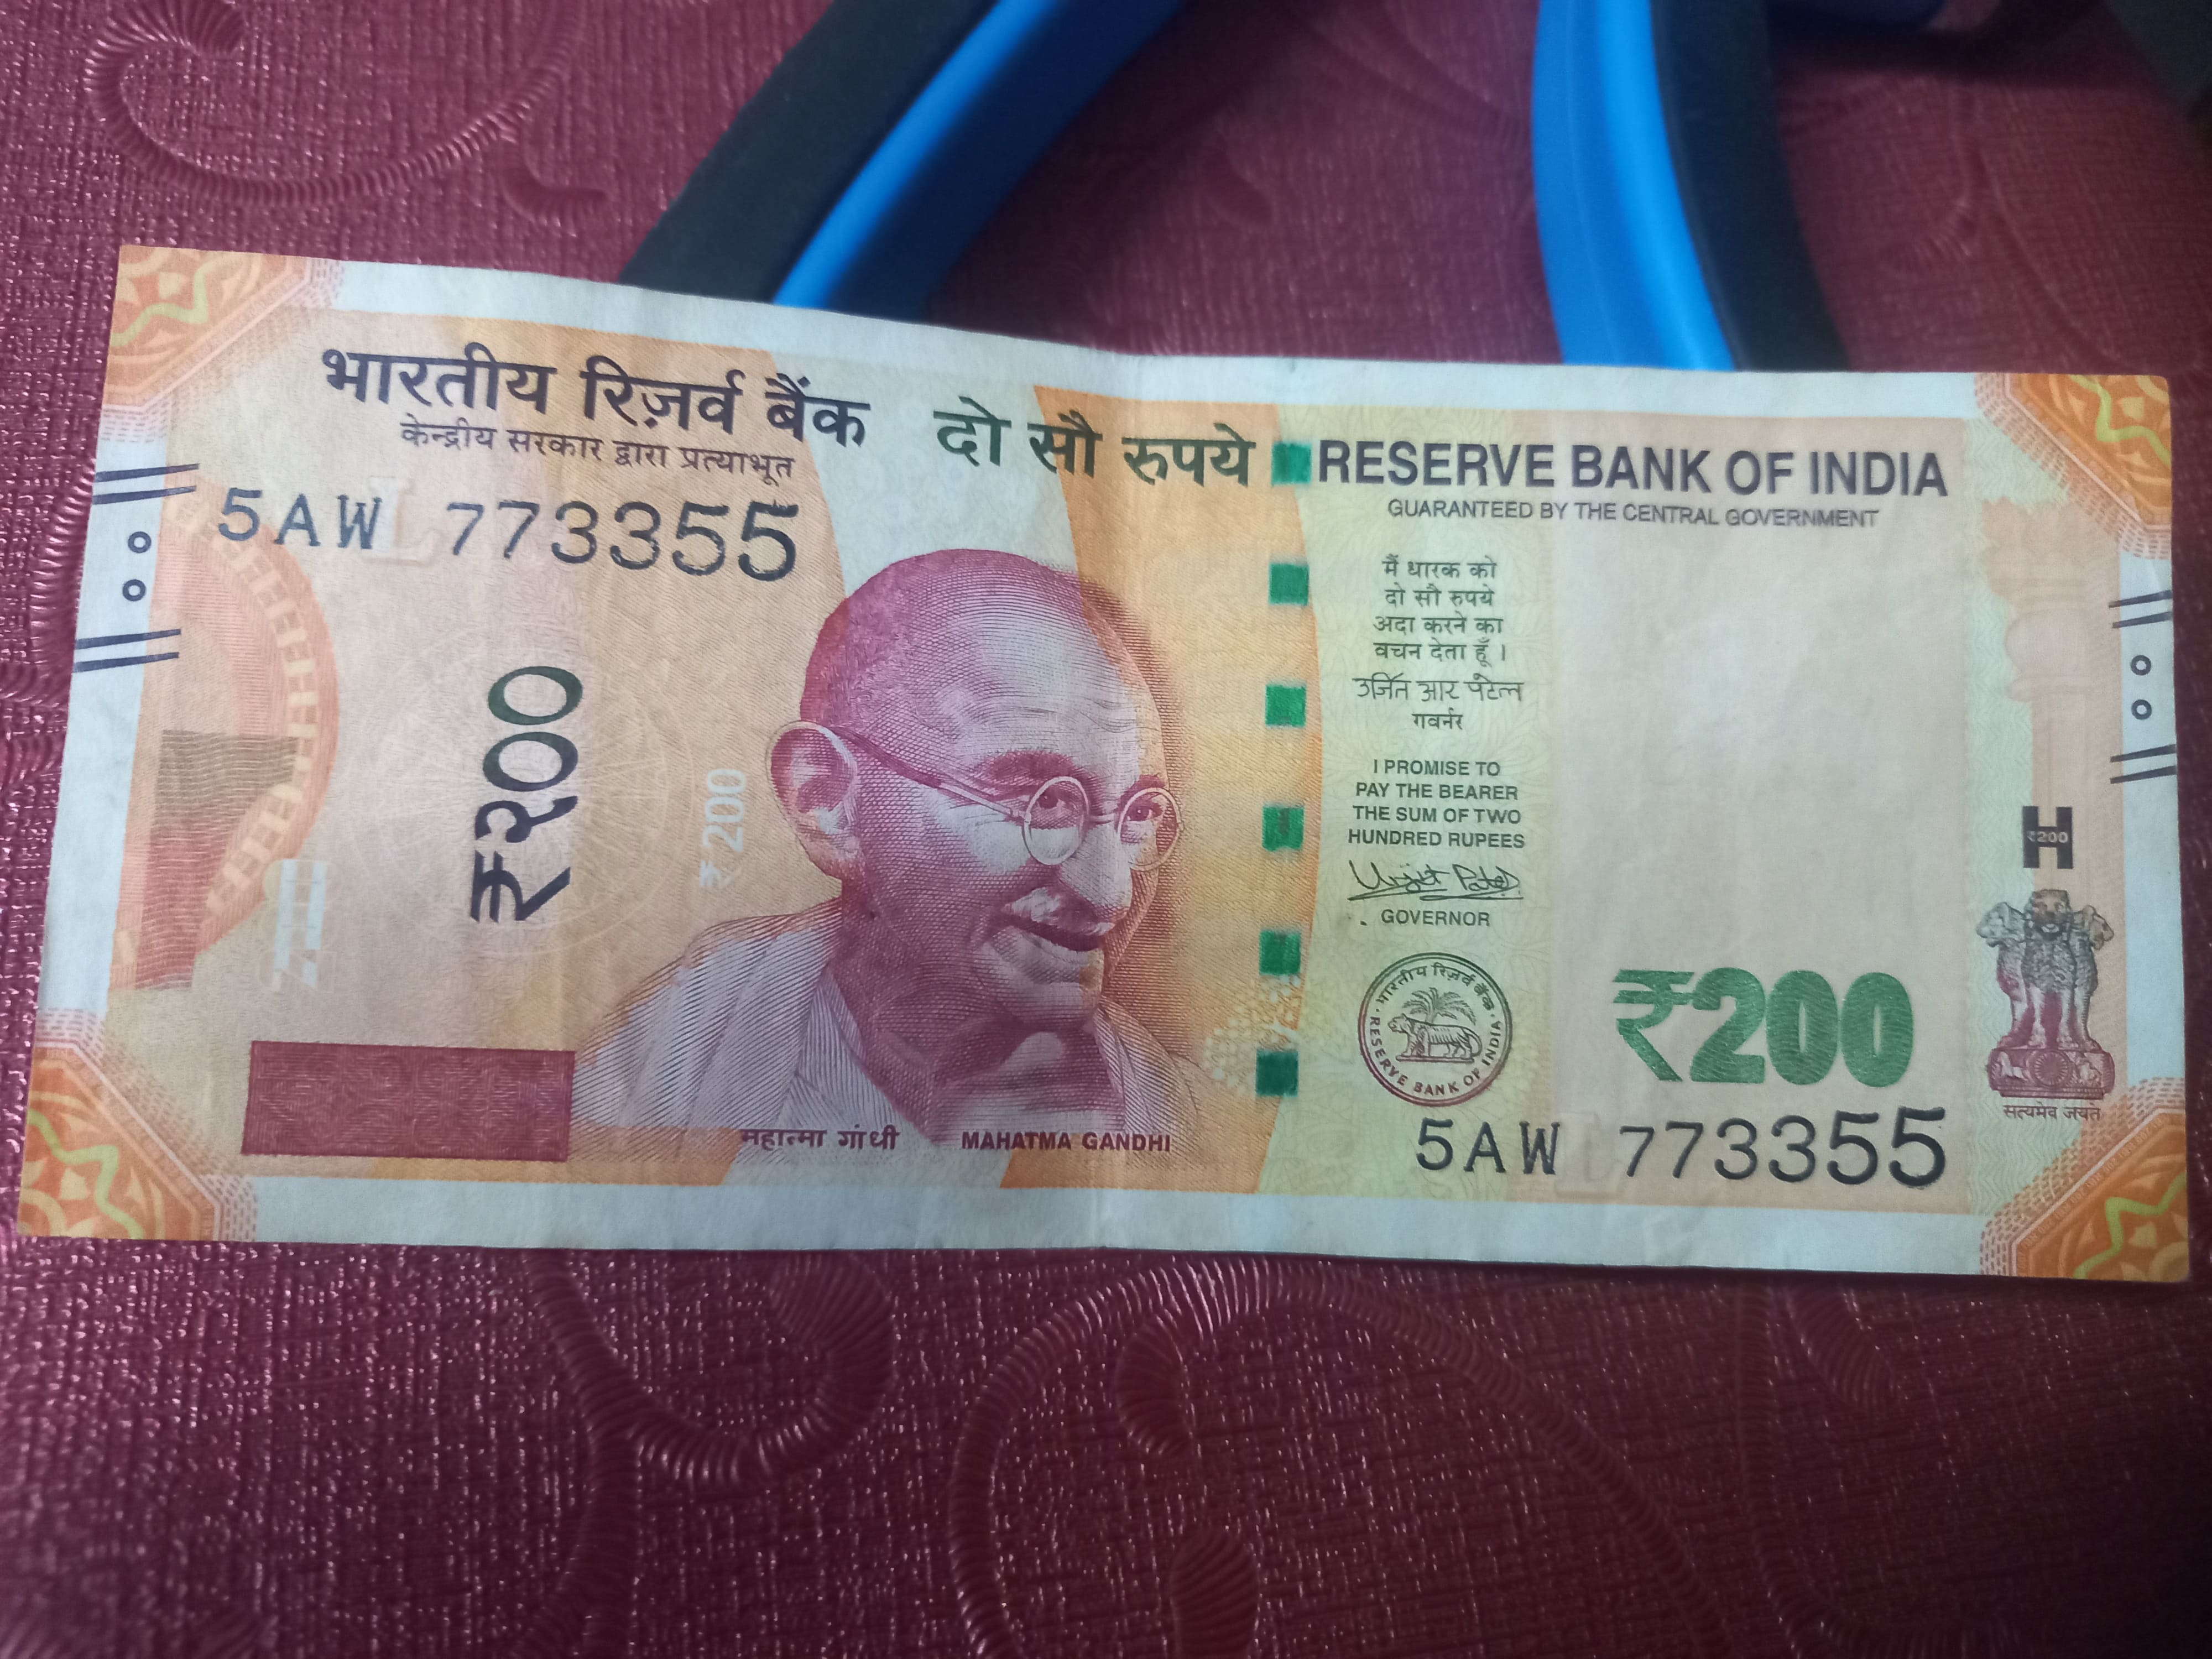 भारतीय रिज़र्व बैंक
केन्द्रीय सरकार द्वारा प्रत्याभूत
दो सौ रुपये
RESERVE BANK OF INDIA
GUARANTEED BY THE CENTRAL GOVERNMENT
5AW 773355
मैं धारक को
दो सौ रुपये
अदा करने का
वचन देता हूँ ।
उर्जित आर पटेल
गवर्नर
₹२००
₹200
I PROMISE TO
PAY THE BEARER
THE SUM OF TWO
HUNDRED RUPEES
Urjit Patel
GOVERNOR
₹200
भारतीय रिज़र्व बैंक
RESERVE BANK OF INDIA
₹200
सत्यमेव जयते
महात्मा गांधी
MAHATMA GANDHI
5AW 773355